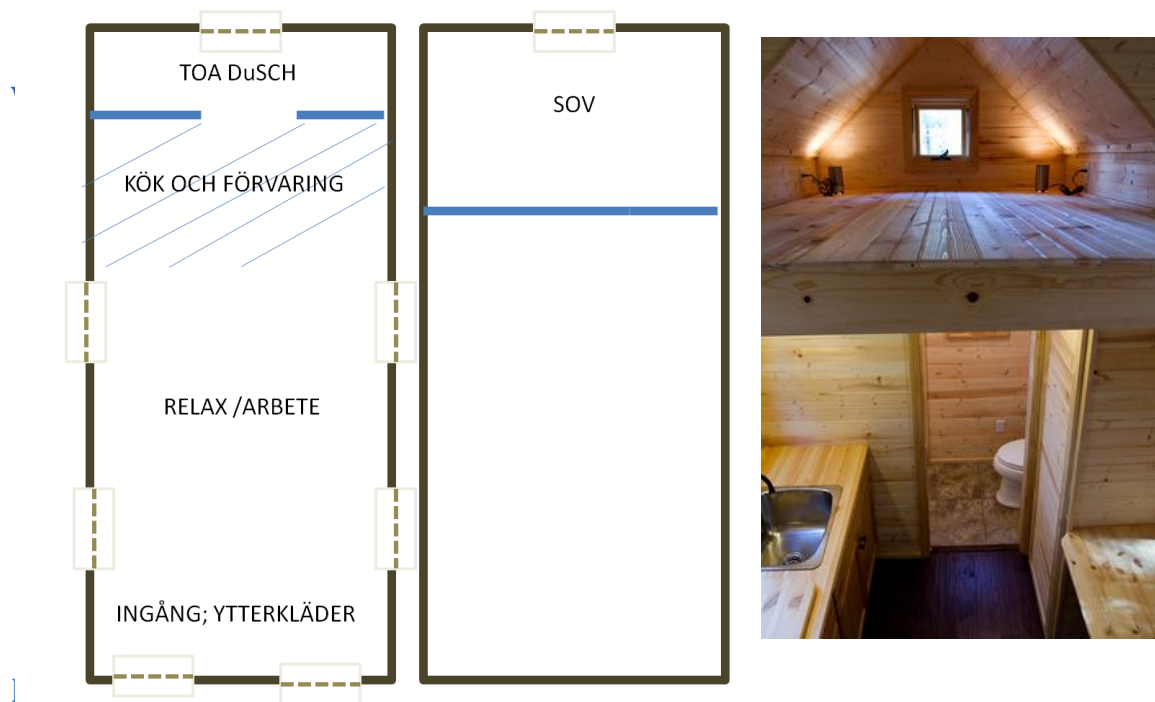 TOA DuSCH
KÖK OCH FÖRVARING
RELAX /ARBETE
INGÅNG; YTTERKLÄDER
SOV